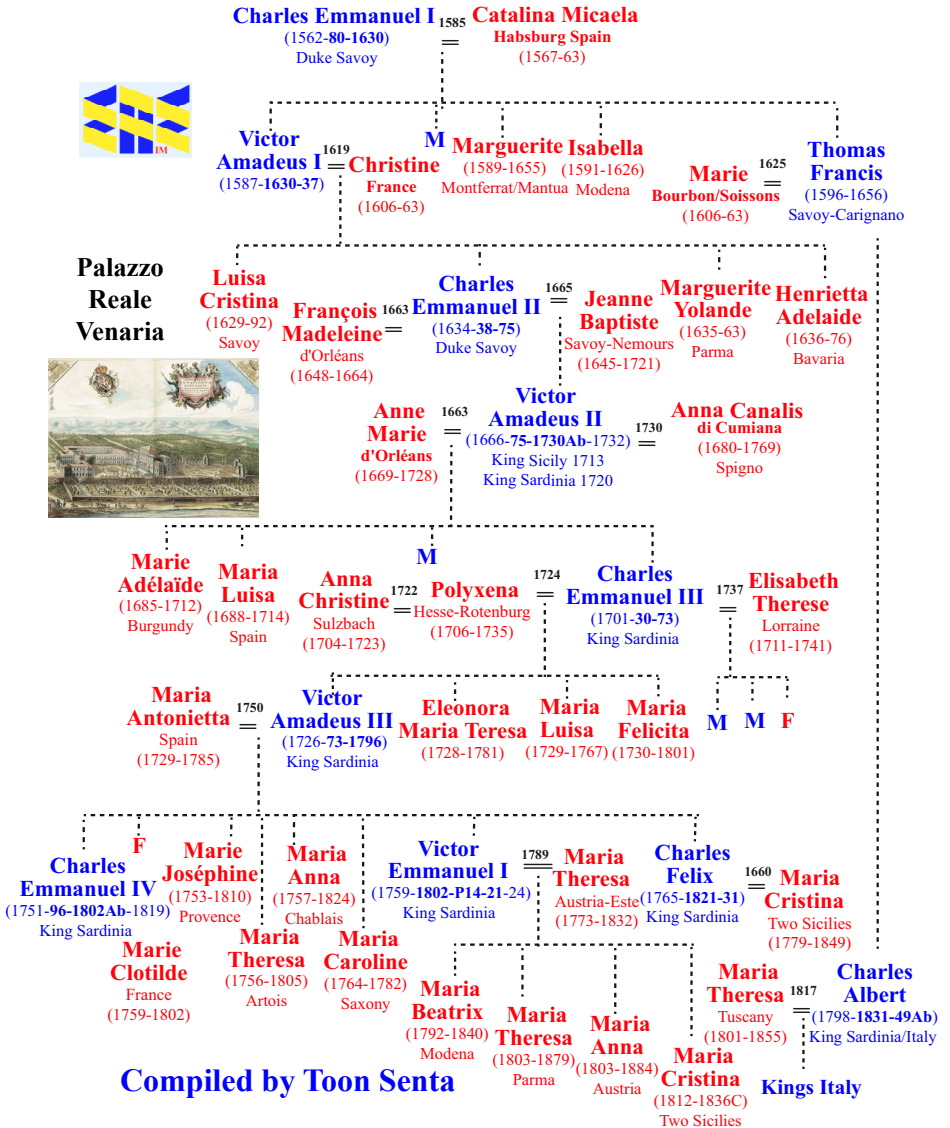 Charles Emmanuel I
(1562-80-1630)
Duke Savoy
1585
Catalina Micaela
Habsburg Spain
(1567-63)
IM
Victor
Amadeus I
(1587-1630-37)
1619
Christine
France
(1606-63)
M
Marguerite
(1589-1655)
Montferrat/Mantua
Isabella
(1591-1626)
Modena
Marie
Bourbon/Soissons
(1606-63)
1625
Thomas
Francis
(1596-1656)
Savoy-Carignano
Palazzo
Reale
Venaria
Luisa
Cristina
(1629-92)
Savoy
François
Madeleine
d'Orléans
(1648-1664)
1663
Charles
Emmanuel II
(1634-38-75)
Duke Savoy
1665
Jeanne
Baptiste
Savoy-Nemours
(1645-1721)
Marguerite
Yolande
(1635-63)
Parma
Henrietta
Adelaide
(1636-76)
Bavaria
Anne
Marie
d'Orléans
(1669-1728)
1663
Victor
Amadeus II
(1666-75-1730Ab-1732)
King Sicily 1713
King Sardinia 1720
1730
Anna Canalis
di Cumiana
(1680-1769)
Spigno
Marie
Adélaïde
(1685-1712)
Burgundy
Maria
Luisa
(1688-1714)
Spain
M
Anna
Christine
Sulzbach
(1704-1723)
1722
Polyxena
Hesse-Rotenburg
(1706-1735)
1724
Charles
Emmanuel III
(1701-30-73)
King Sardinia
1737
Elisabeth
Therese
Lorraine
(1711-1741)
Maria
Antonietta
Spain
(1729-1785)
1750
Victor
Amadeus III
(1726-73-1796)
King Sardinia
Eleonora
Maria Teresa
(1728-1781)
Maria
Luisa
(1729-1767)
Maria
Felicita
(1730-1801)
M
M
F
Charles
Emmanuel IV
(1751-96-1802Ab-1819)
King Sardinia
Marie
Clotilde
France
(1759-1802)
F
Marie
Joséphine
(1753-1810)
Provence
Maria
Theresa
(1756-1805)
Artois
Maria
Anna
(1757-1824)
Chablais
Maria
Caroline
(1764-1782)
Saxony
Victor
Emmanuel I
(1759-1802-P14-21-24)
King Sardinia
1789
Maria
Theresa
Austria-Este
(1773-1832)
Charles
Felix
(1765-1821-31)
King Sardinia
1660
Maria
Cristina
Two Sicilies
(1779-1849)
Maria
Beatrix
(1792-1840)
Modena
Maria
Theresa
(1803-1879)
Parma
Maria
Anna
(1803-1884)
Austria
Maria
Cristina
(1812-1836C)
Two Sicilies
Maria
Theresa
Tuscany
(1801-1855)
1817
Charles
Albert
(1798-1831-49Ab)
King Sardinia/Italy
Kings Italy
Compiled by Toon Senta